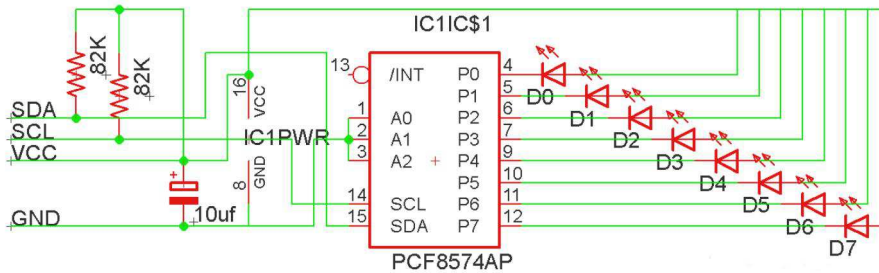 IC1IC$1
82K
82K
SDA
SCL
VCC
GND
10uf
16
VCC
IC1PWR
8
GND
13
/INT
1
A0
2
A1
3
A2
14
SCL
15
SDA
P0
4
P1
5
P2
6
P3
7
P4
9
P5
10
P6
11
P7
12
D0
D1
D2
D3
D4
D5
D6
D7
PCF8574AP